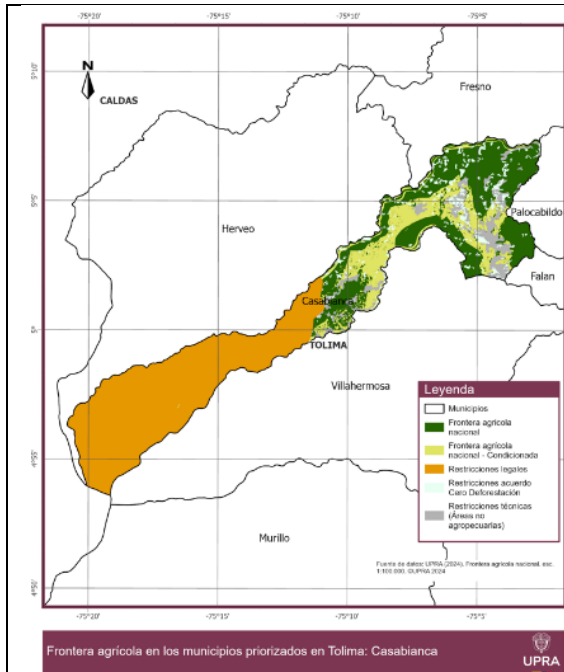 -75°20'
-75°15'
-75°10'
-75°5'
5°10'
5°5'
5°
4°55'
4°50'
N
CALDAS
Fresno
Herveo
Palocabildo
Falan
Casabianca
TOLIMA
Villahermosa
Murillo
Leyenda
Municipios
Frontera agrícola
nacional
Frontera agrícola
nacional - Condicionada
Restricciones legales
Restricciones acuerdo
Cero Deforestación
Restricciones técnicas
(Áreas no
agropecuarias)
Fuente de datos: UPRA (2024). Frontera agrícola nacional, esc.
1:100.000. ©UPRA 2024
-75°20'
-75°15'
-75°10'
-75°5'
Frontera agrícola en los municipios priorizados en Tolima: Casabianca
UPRA